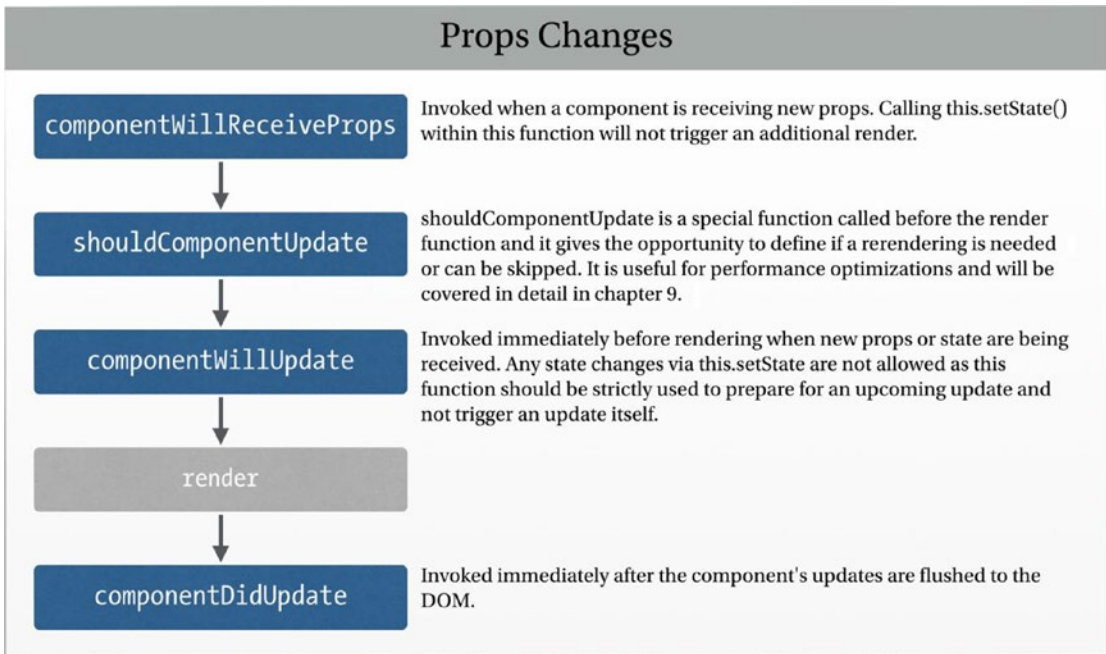 Props Changes
componentWillReceiveProps
Invoked when a component is receiving new props. Calling this.setState()
within this function will not trigger an additional render.
shouldComponentUpdate
shouldComponentUpdate is a special function called before the render
function and it gives the opportunity to define if a rerendering is needed
or can be skipped. It is useful for performance optimizations and will be
covered in detail in chapter 9.
componentWillUpdate
Invoked immediately before rendering when new props or state are being
received. Any state changes via this.setState are not allowed as this
function should be strictly used to prepare for an upcoming update and
not trigger an update itself.
render
componentDidUpdate
Invoked immediately after the component's updates are flushed to the
DOM.